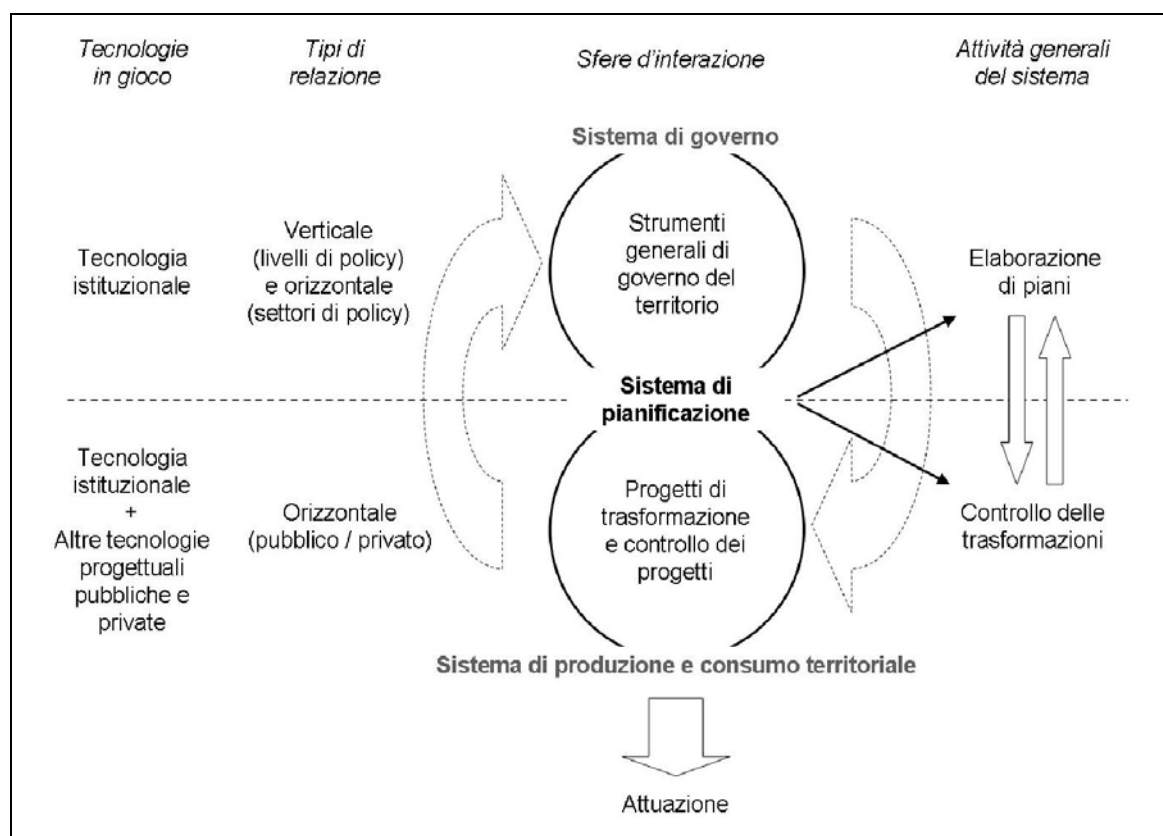 Tecnologie
in gioco
Tipi di
relazione
Sfere d'interazione
Attività generali
del sistema
Sistema di governo
Tecnologia
istituzionale
Verticale
(livelli di policy)
e orizzontale
(settori di policy)
Strumenti
generali di
governo del
territorio
Elaborazione
di piani
Sistema di
pianificazione
Tecnologia
istituzionale
+
Altre tecnologie
progettuali
pubbliche e
private
Orizzontale
(pubblico / privato)
Progetti di
trasformazione
e controllo dei
progetti
Controllo delle
trasformazioni
Sistema di produzione e consumo territoriale
Attuazione